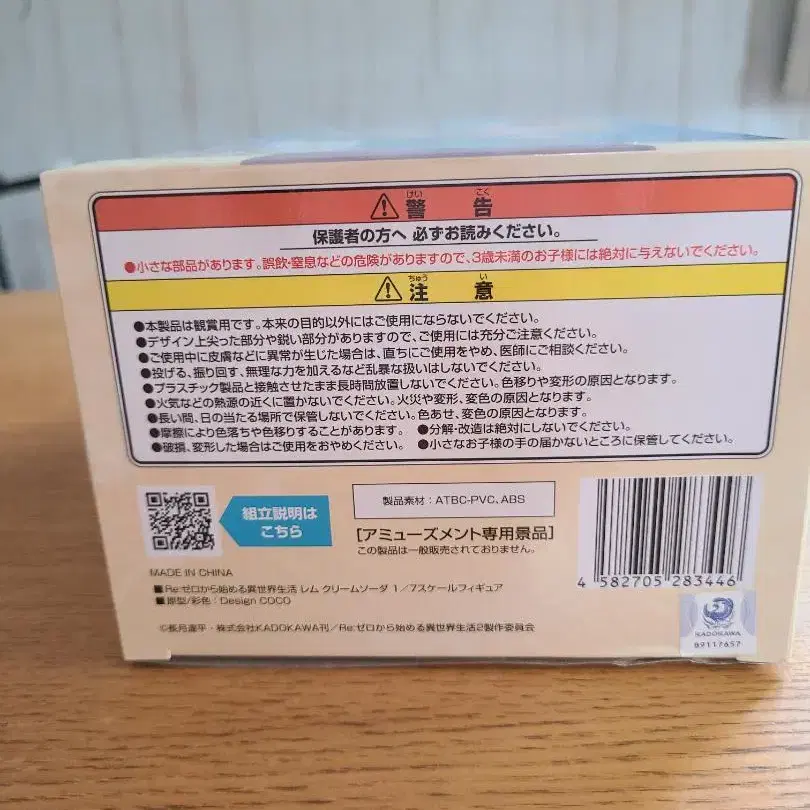 けい こく
警 告
保護者の方へ 必ずお読みください。
●小さな部品があります。誤飲・窒息などの危険がありますので、3歳未満のお子様には絶対に与えないでください。
ちゅう い
注 意
●本製品は観賞用です。本来の目的以外にはご使用にならないでください。
●デザイン上尖った部分や鋭い部分がありますので、ご使用には充分ご注意ください。
●ご使用中に皮膚などに異常が生じた場合は、直ちにご使用をやめ、医師にご相談ください。
●投げる、振り回す、無理な力を加えるなど乱暴な扱いはしないでください。
●プラスチック製品と接触させたまま長時間放置しないでください。色移りや変形の原因となります。
●火気などの熱源の近くに置かないでください。火災や変形、変色の原因となります。
●長い間、日の当たる場所で保管しないでください。色あせ、変色の原因となります。
●摩擦により色落ちや色移りすることがあります。 ●分解・改造は絶対にしないでください。
●破損、変形した場合はご使用をおやめください。 ●小さなお子様の手の届かないところに保管してください。
組立説明は
こちら
製品素材：ATBC-PVC、ABS
[アミューズメント専用景品]
この製品は一般販売されておりません。
4 582705 283446
MADE IN CHINA
■Re:ゼロから始める異世界生活 レム クリームソーダ 1／7スケールフィギュア
■原型/彩色：Design COCO
©長月達平・株式会社KADOKAWA刊／Re:ゼロから始める異世界生活2製作委員会
KADOKAWA
B9117657